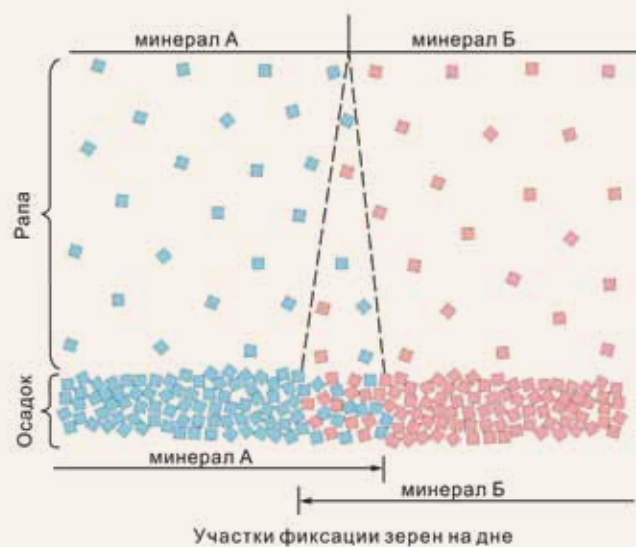 минерал А
минерал Б
Рапа
Осадок
минерал А
минерал Б
Участки фиксации зерен на дне